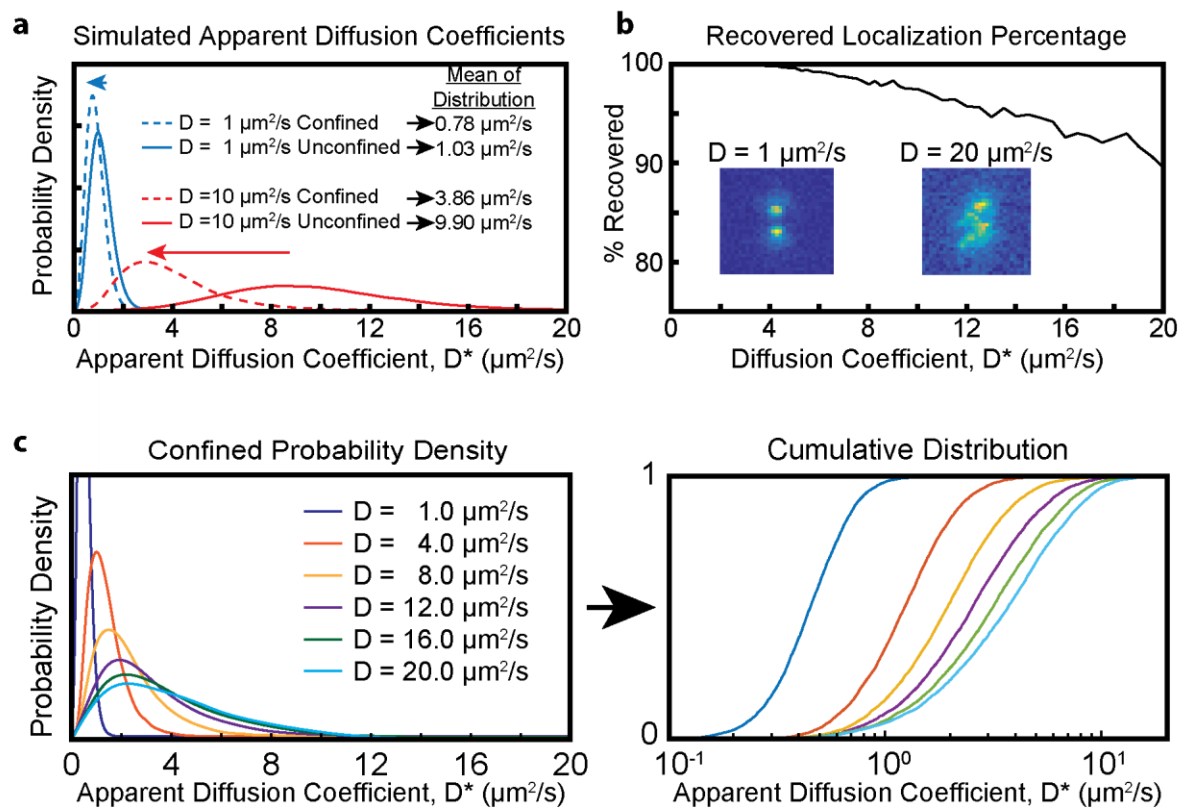 a
Simulated Apparent Diffusion Coefficients
Probability Density
Mean of
Distribution
D = 1 µm²/s Confined 0.78 µm²/s
D = 1 µm²/s Unconfined 1.03 µm²/s
D =10 µm²/s Confined 3.86 µm²/s
D =10 µm²/s Unconfined 9.90 µm²/s
0 4 8 12 16 20
Apparent Diffusion Coefficient, D* (µm²/s)
b
Recovered Localization Percentage
% Recovered
100
90
80
D = 1 µm²/s D = 20 µm²/s
0 4 8 12 16 20
Diffusion Coefficient, D* (µm²/s)
c
Confined Probability Density
Probability Density
D = 1.0 µm²/s
D = 4.0 µm²/s
D = 8.0 µm²/s
D = 12.0 µm²/s
D = 16.0 µm²/s
D = 20.0 µm²/s
0 4 8 12 16 20
Apparent Diffusion Coefficient, D* (µm²/s)
Cumulative Distribution
1
0
10⁻¹ 10⁰ 10¹
Apparent Diffusion Coefficient, D* (µm²/s)